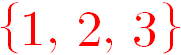 {1, 2, 3}